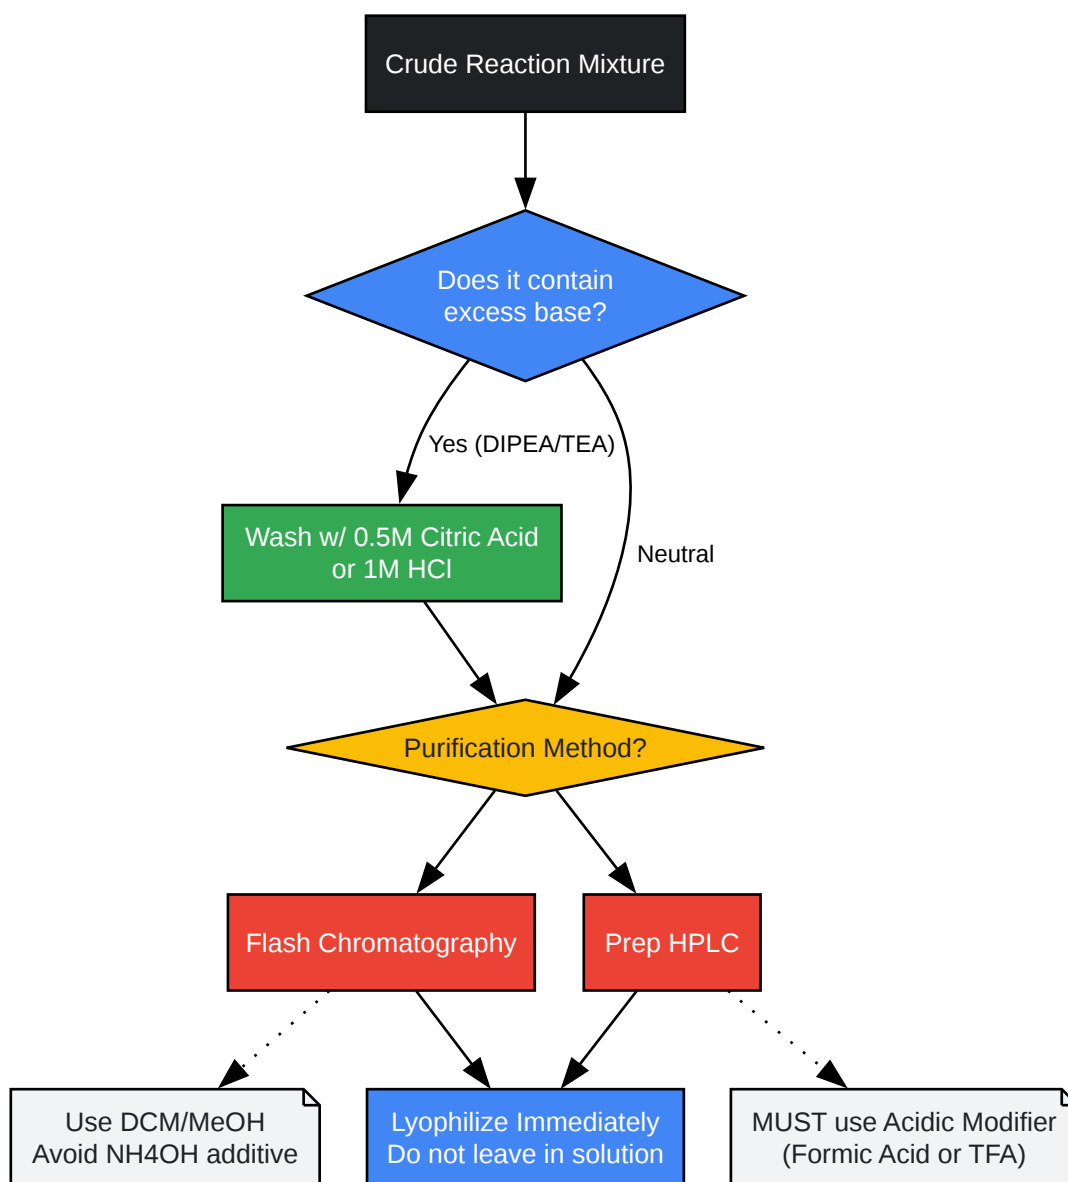 Crude Reaction Mixture
Does it contain
excess base?
Yes (DIPEA/TEA)
Wash w/ 0.5M Citric Acid
or 1M HCl
Neutral
Purification Method?
Flash Chromatography
Prep HPLC
Use DCM/MeOH
Avoid NH4OH additive
Lyophilize Immediately
Do not leave in solution
MUST use Acidic Modifier
(Formic Acid or TFA)